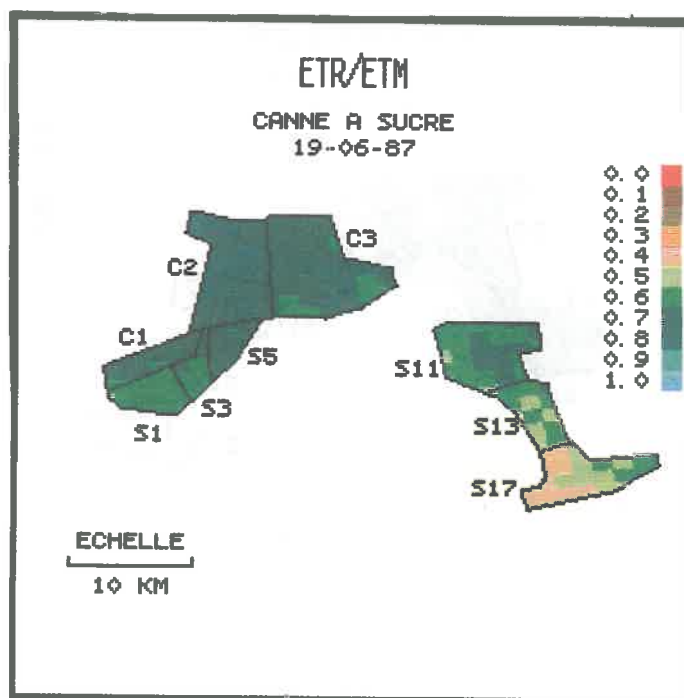 ETR/ETM
CANNE A SUCRE
19-06-87
0. 0
0. 1
0. 2
0. 3
0. 4
0. 5
0. 6
0. 7
0. 8
0. 9
1. 0
C3
C2
C1
S5
S11
S3
S1
S13
S17
ECHELLE
10 KM